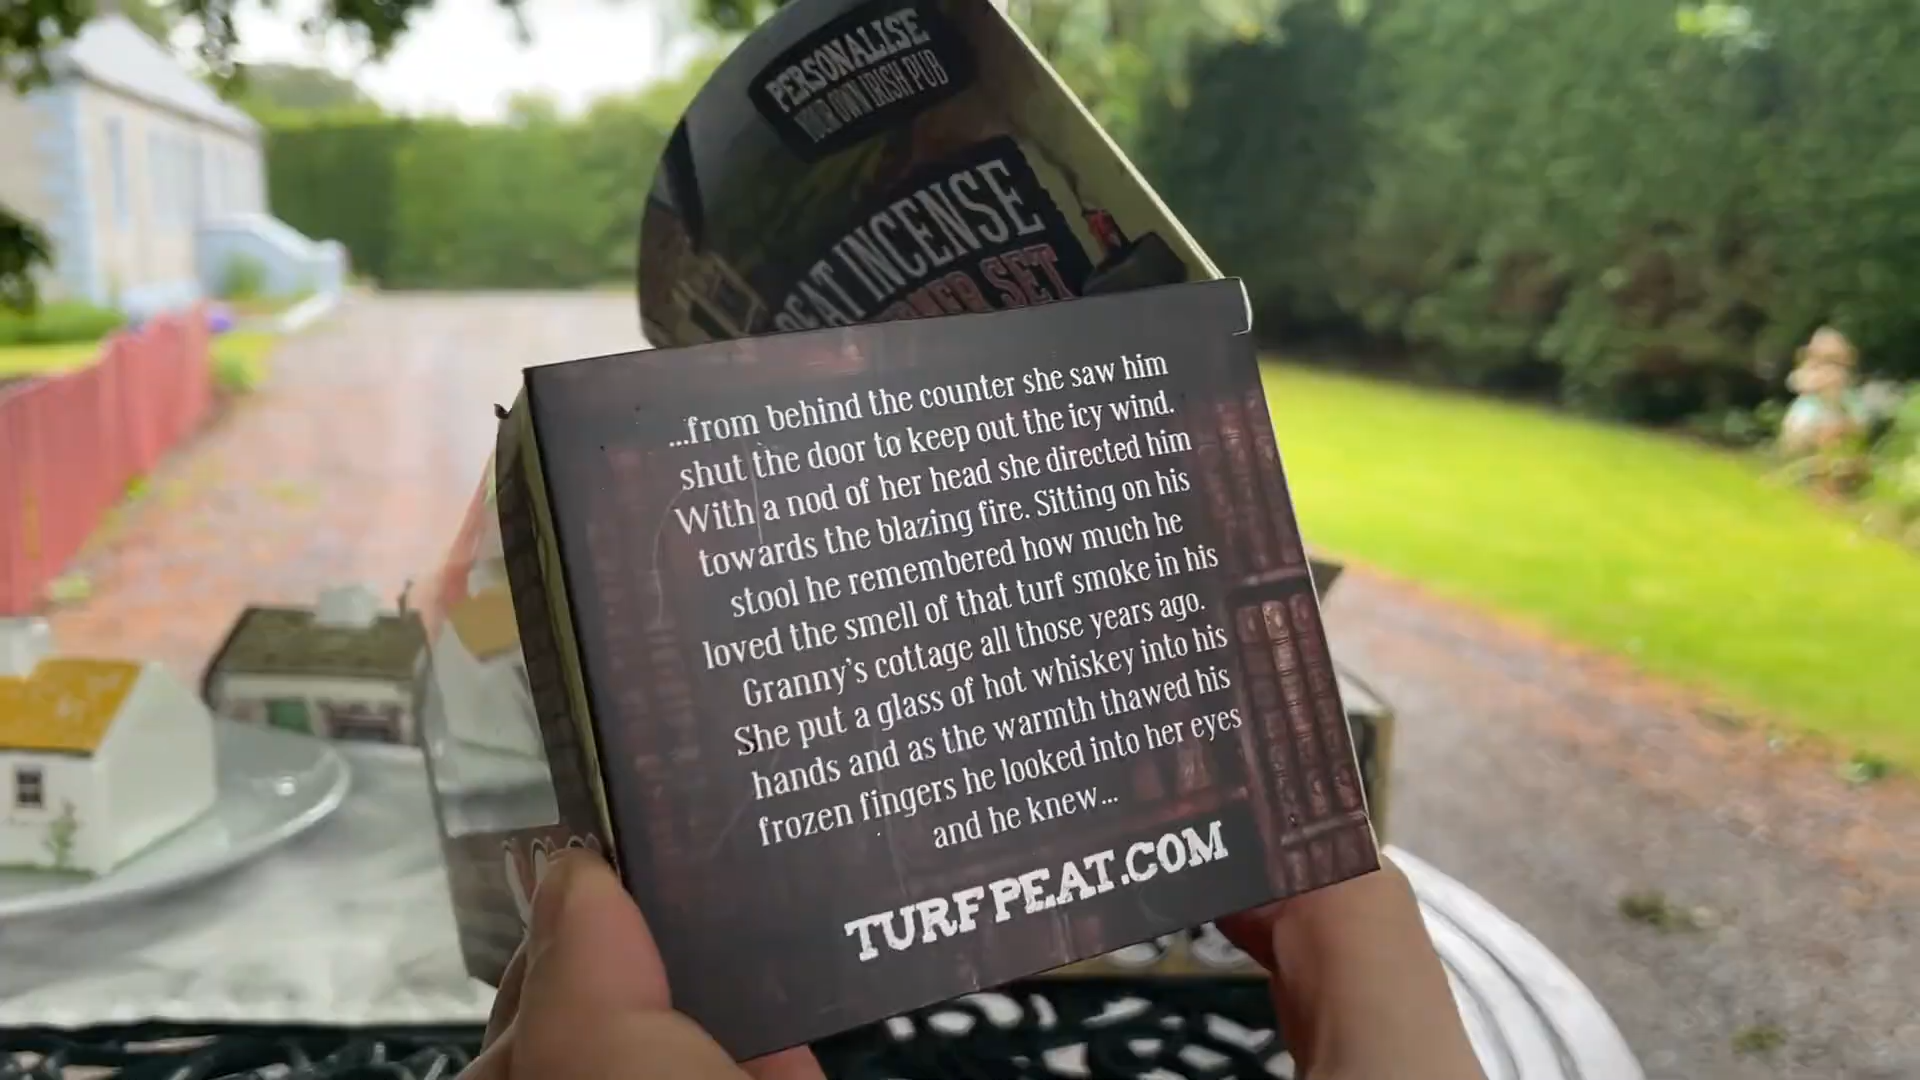 PERSONALISE
YOUR OWN IRISH PUB
PEAT INCENSE
SET
...from behind the counter she saw him
shut the door to keep out the icy wind.
With a nod of her head she directed him
towards the blazing fire. Sitting on his
stool he remembered how much he
loved the smell of that turf smoke in his
Granny's cottage all those years ago.
She put a glass of hot whiskey into his
hands and as the warmth thawed his
frozen fingers he looked into her eyes
and he knew...
TURFPEAT.COM